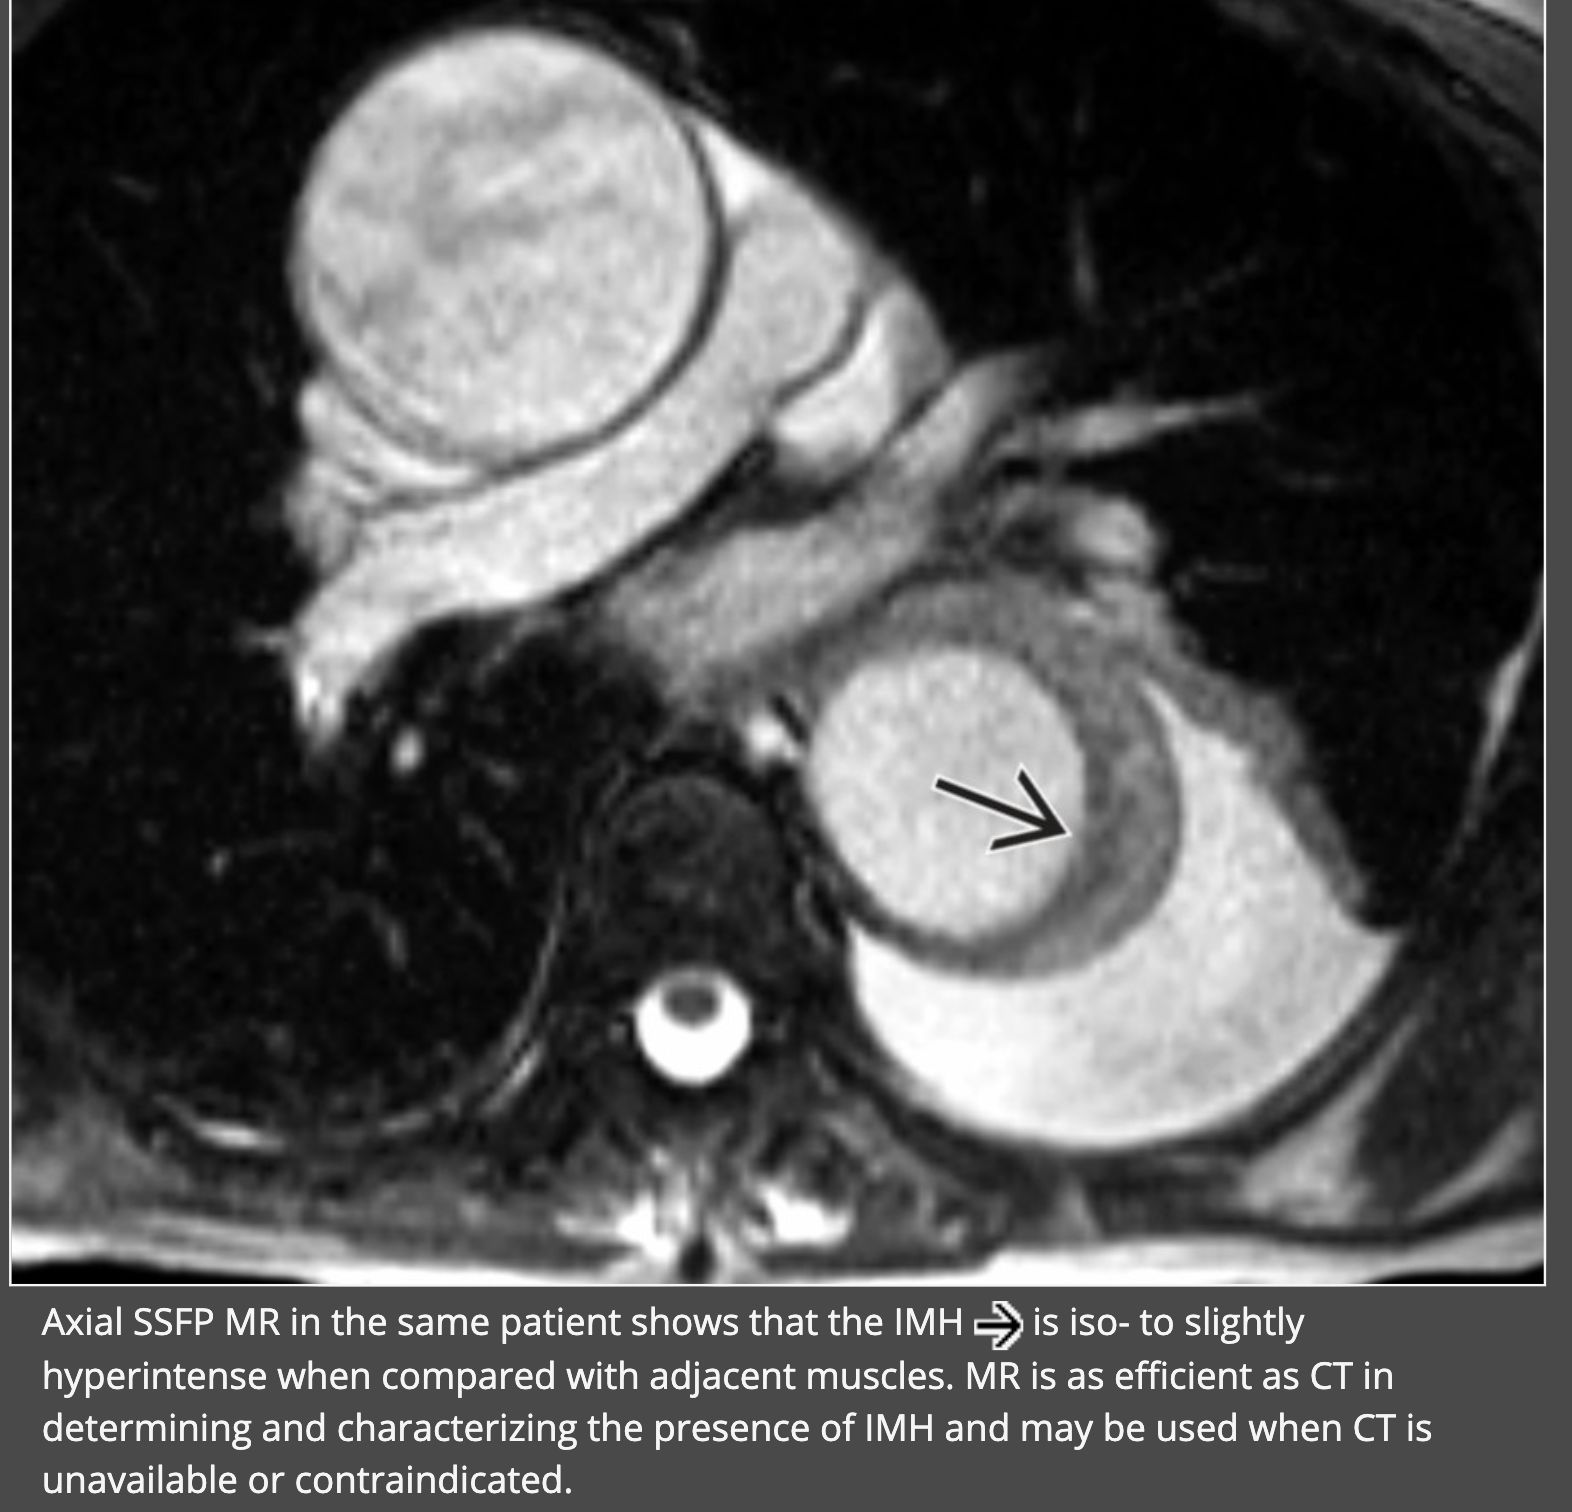 Axial SSFP MR in the same patient shows that the IMH is iso- to slightly
hyperintense when compared with adjacent muscles. MR is as efficient as CT in
determining and characterizing the presence of IMH and may be used when CT is
unavailable or contraindicated.